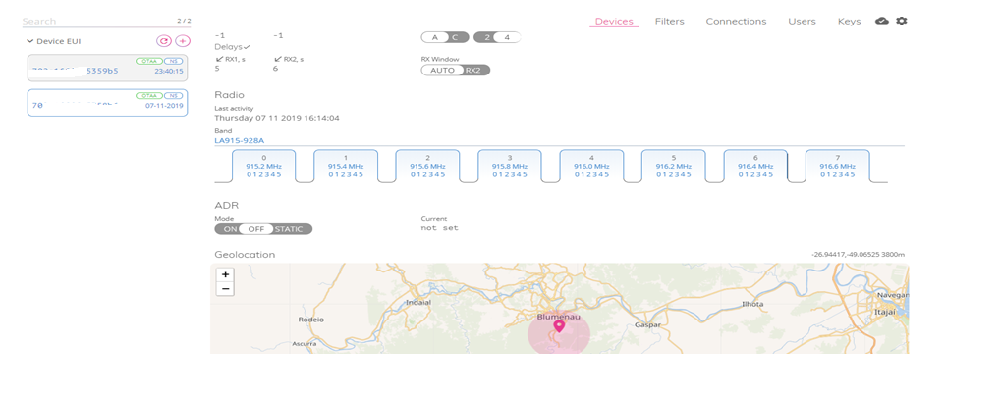 Search 2 / 2
Devices Filters Connections Users Keys
Device EUI
OTAA NS
5359b5 23:40:15
OTAA NS
70 07-11-2019
-1 -1
A C 2 4
Delays
RX1, s RX2, s
5 6
RX Window
AUTO RX2
Radio
Last activity
Thursday 07 11 2019 16:14:04
Band
LA915-928A
0 1 2 3 4 5 6 7
915.2 MHz 915.4 MHz 915.6 MHz 915.8 MHz 916.0 MHz 916.2 MHz 916.4 MHz 916.6 MHz
0 1 2 3 4 5 0 1 2 3 4 5 0 1 2 3 4 5 0 1 2 3 4 5 0 1 2 3 4 5 0 1 2 3 4 5 0 1 2 3 4 5 0 1 2 3 4 5
ADR
Mode Current
ON OFF STATIC not set
Geolocation -26.94417,-49.06525 3800m
+
−
Navegan
Indaial Ilhota
Itajaí
Rodeio Blumenau
Gaspar
Ascurra